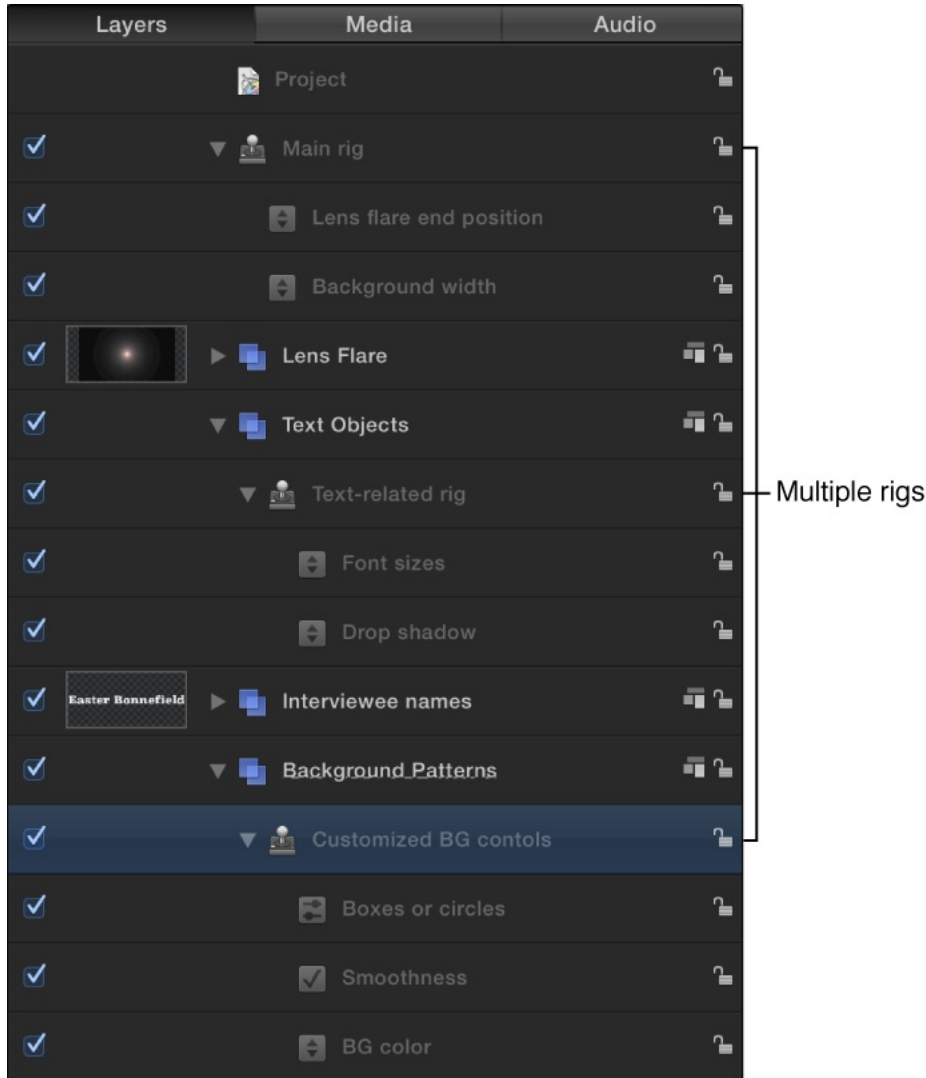 Layers Media Audio
Project
Main rig
Lens flare end position
Background width
Lens Flare
Text Objects
Text-related rig
Multiple rigs
Font sizes
Drop shadow
Easter Bonnefield
Interviewee names
Background Patterns
Customized BG contols
Boxes or circles
Smoothness
BG color